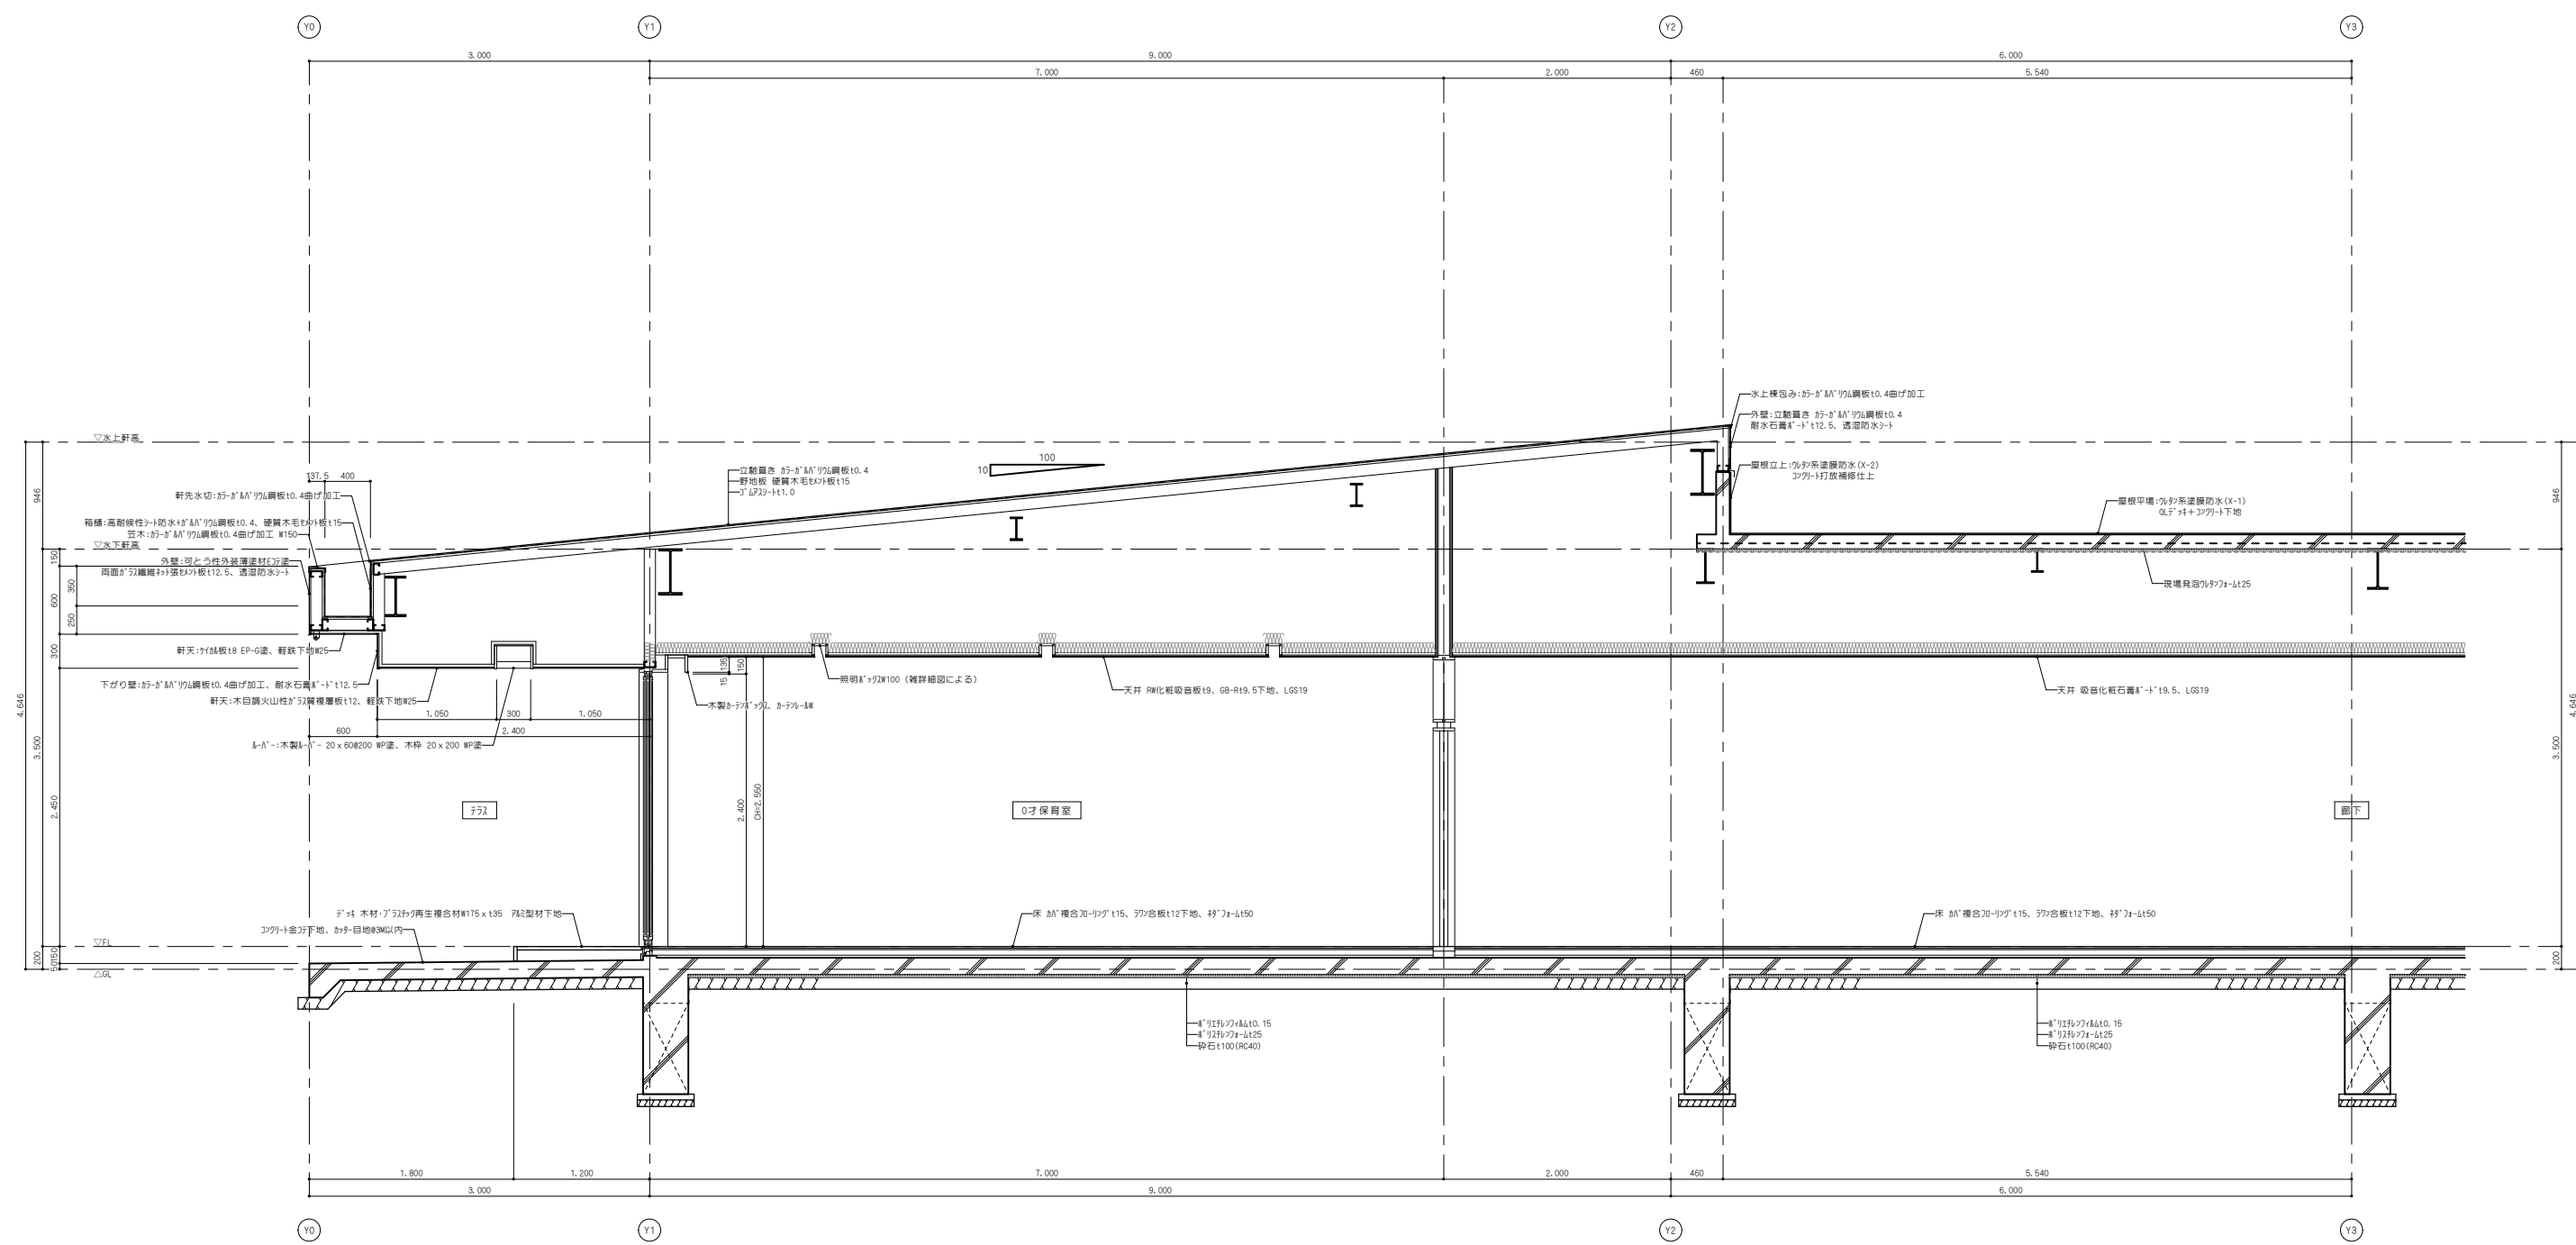 Y0
Y1
Y2
Y3
3.000
9.000
6.000
7.000
2.000
460
5.540
▽水上軒高
137.5
400
軒先水切:ｶﾗｰｶﾞﾙﾊﾞﾘｳﾑ鋼板t0.4曲げ加工
箱樋:高耐候性ｼｰﾄ防水+ｶﾞﾙﾊﾞﾘｳﾑ鋼板t0.4、硬質木毛ｾﾒﾝﾄ板t15
笠木:ｶﾗｰｶﾞﾙﾊﾞﾘｳﾑ鋼板t0.4曲げ加工 W150
▽水下軒高
外壁:可とう性外装薄塗材Eｺﾃ塗
両面ｶﾞﾗｽ繊維ﾈｯﾄ張ｾﾒﾝﾄ板t12.5、透湿防水ｼｰﾄ
軒天:ｹｲｶﾙ板t8 EP-G塗、軽鉄下地W25
下がり壁:ｶﾗｰｶﾞﾙﾊﾞﾘｳﾑ鋼板t0.4曲げ加工、耐水石膏ﾎﾞｰﾄﾞt12.5
軒天:木目調火山性ｶﾞﾗｽ質複層板t12、軽鉄下地W25
1.050
300
1.050
600
2.400
ﾙｰﾊﾞｰ:木製ﾙｰﾊﾞｰ 20ｘ60@200 WP塗、木枠 20ｘ200 WP塗
946
150
350
600
250
300
4.646
3.500
2.450
200
50
150
立馳葺き ｶﾗｰｶﾞﾙﾊﾞﾘｳﾑ鋼板t0.4
野地板 硬質木毛ｾﾒﾝﾄ板t15
ｺﾞﾑｱｽｼｰﾄt1.0
10
100
水上棟包み:ｶﾗｰｶﾞﾙﾊﾞﾘｳﾑ鋼板t0.4曲げ加工
外壁:立馳葺き ｶﾗｰｶﾞﾙﾊﾞﾘｳﾑ鋼板t0.4
耐水石膏ﾎﾞｰﾄﾞt12.5、透湿防水ｼｰﾄ
屋根立上:ｳﾚﾀﾝ系塗膜防水(X-2)
ｺﾝｸﾘｰﾄ打放補修仕上
屋根平場:ｳﾚﾀﾝ系塗膜防水(X-1)
QLﾃﾞｯｷ＋ｺﾝｸﾘｰﾄ下地
現場発泡ｳﾚﾀﾝﾌｫｰﾑt25
135
150
15
照明ﾎﾞｯｸｽW100（雑詳細図による）
木製ｶｰﾃﾝﾎﾞｯｸｽ、ｶｰﾃﾝﾚｰﾙW
天井 RW化粧吸音板t9、GB-Rt9.5下地、LGS19
天井 吸音化粧石膏ﾎﾞｰﾄﾞt9.5、LGS19
2.400
CH=2.550
ﾃﾗｽ
0才保育室
廊下
946
4.646
3.500
200
ﾃﾞｯｷ 木材･ﾌﾟﾗｽﾁｯｸ再生複合材W175ｘt35 ｱﾙﾐ型材下地
ｺﾝｸﾘｰﾄ金ｺﾃ下地、ｶｯﾀｰ目地@3M以内
床 ｶﾊﾞ複合ﾌﾛｰﾘﾝｸﾞt15、ﾗﾜﾝ合板t12下地、ﾈﾀﾞﾌｫｰﾑt50
床 ｶﾊﾞ複合ﾌﾛｰﾘﾝｸﾞt15、ﾗﾜﾝ合板t12下地、ﾈﾀﾞﾌｫｰﾑt50
▽FL
△GL
ﾎﾟﾘｴﾁﾚﾝﾌｨﾙﾑt0.15
ﾎﾟﾘｽﾁﾚﾝﾌｫｰﾑt25
砕石t100(RC40)
ﾎﾟﾘｴﾁﾚﾝﾌｨﾙﾑt0.15
ﾎﾟﾘｽﾁﾚﾝﾌｫｰﾑt25
砕石t100(RC40)
1.800
1.200
7.000
2.000
460
5.540
3.000
9.000
6.000
Y0
Y1
Y2
Y3